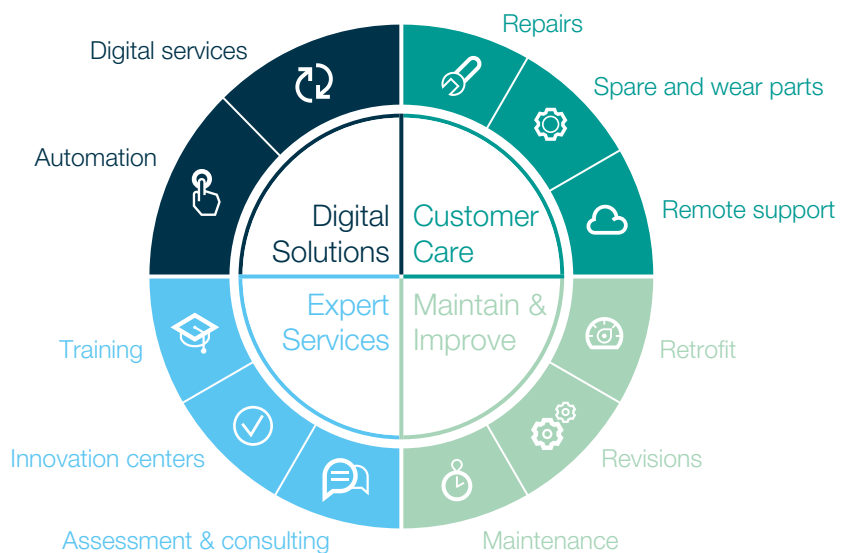 Repairs
Digital services
Spare and wear parts
Automation
Remote support
Digital
Solutions
Customer
Care
Expert
Services
Maintain &
Improve
Training
Retrofit
Innovation centers
Revisions
Assessment & consulting
Maintenance